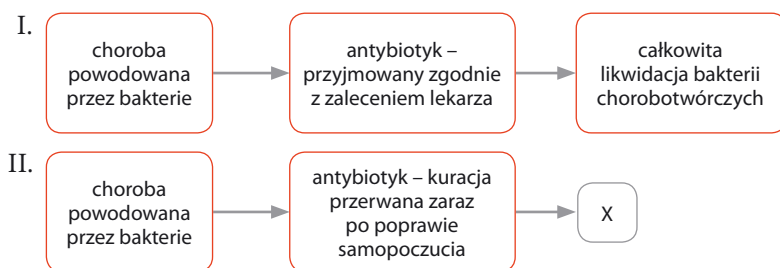 I.
choroba
powodowana
przez bakterie
antybiotyk –
przyjmowany zgodnie
z zaleceniem lekarza
całkowita
likwidacja bakterii
chorobotwórczych
II.
choroba
powodowana
przez bakterie
antybiotyk – kuracja
przerwana zaraz
po poprawie
samopoczucia
X